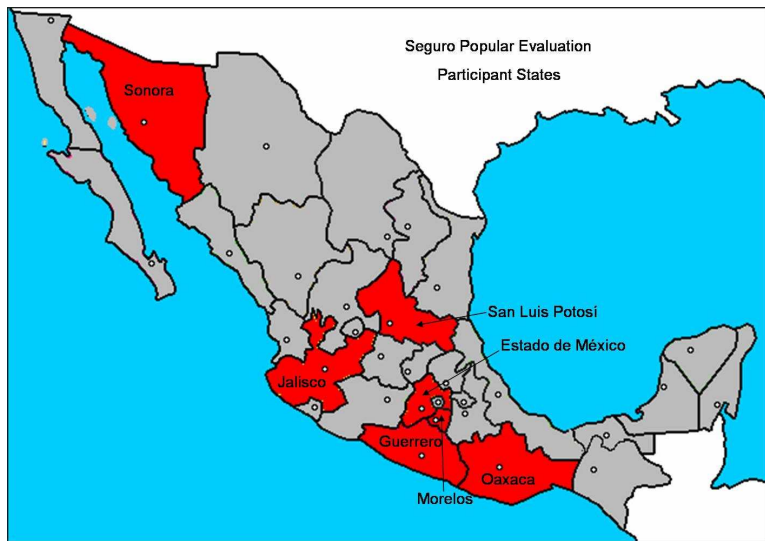 Seguro Popular Evaluation
Participant States
Sonora
San Luis Potosí
Estado de México
Jalisco
Guerrero
Oaxaca
Morelos